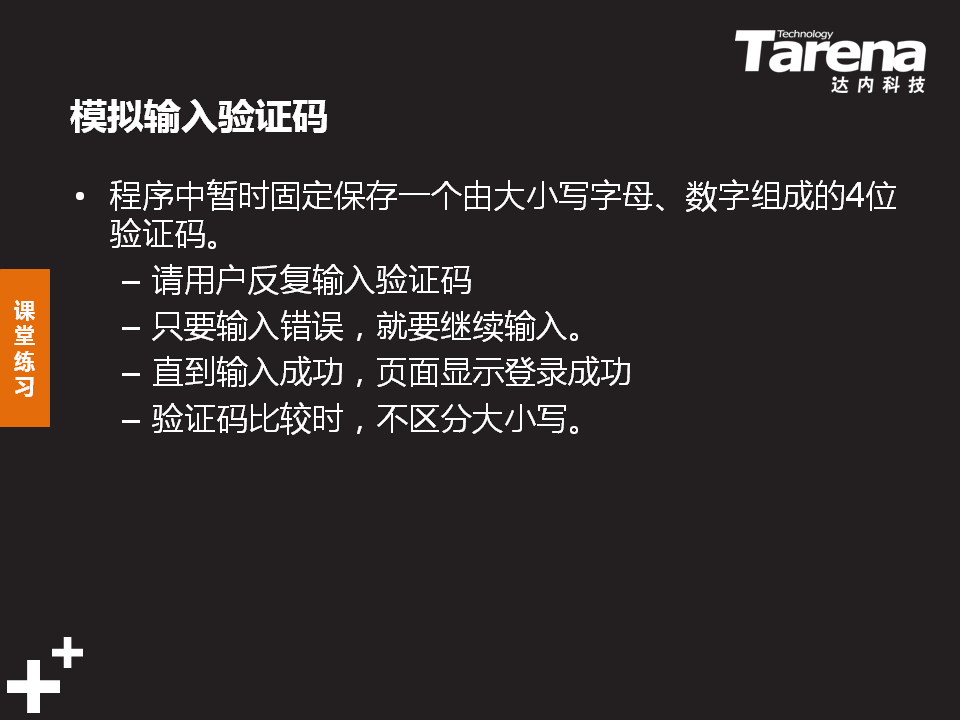 Technology
Tarena
达内科技
模拟输入验证码
• 程序中暂时固定保存一个由大小写字母、数字组成的4位
验证码。
– 请用户反复输入验证码
– 只要输入错误，就要继续输入。
– 直到输入成功，页面显示登录成功
– 验证码比较时，不区分大小写。
课
堂
练
习